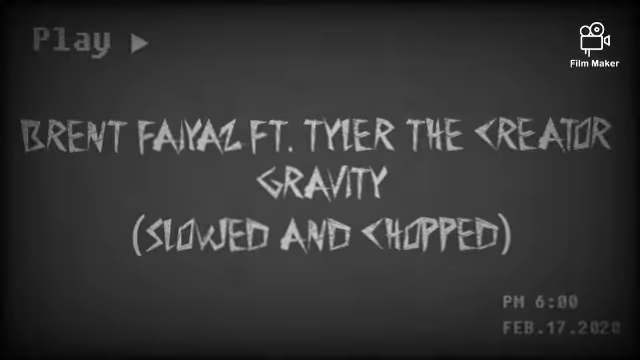 Play
Film Maker
BRENT FAIYAZ FT. TYLER THE CREATOR
GRAVITY
(SLOWED AND CHOPPED)
PM 6:00
FEB.17.2020